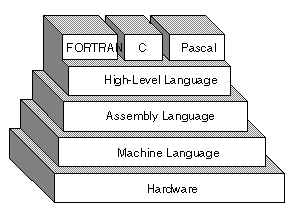 FORTRAN C Pascal
High-Level Language
Assembly Language
Machine Language
Hardware